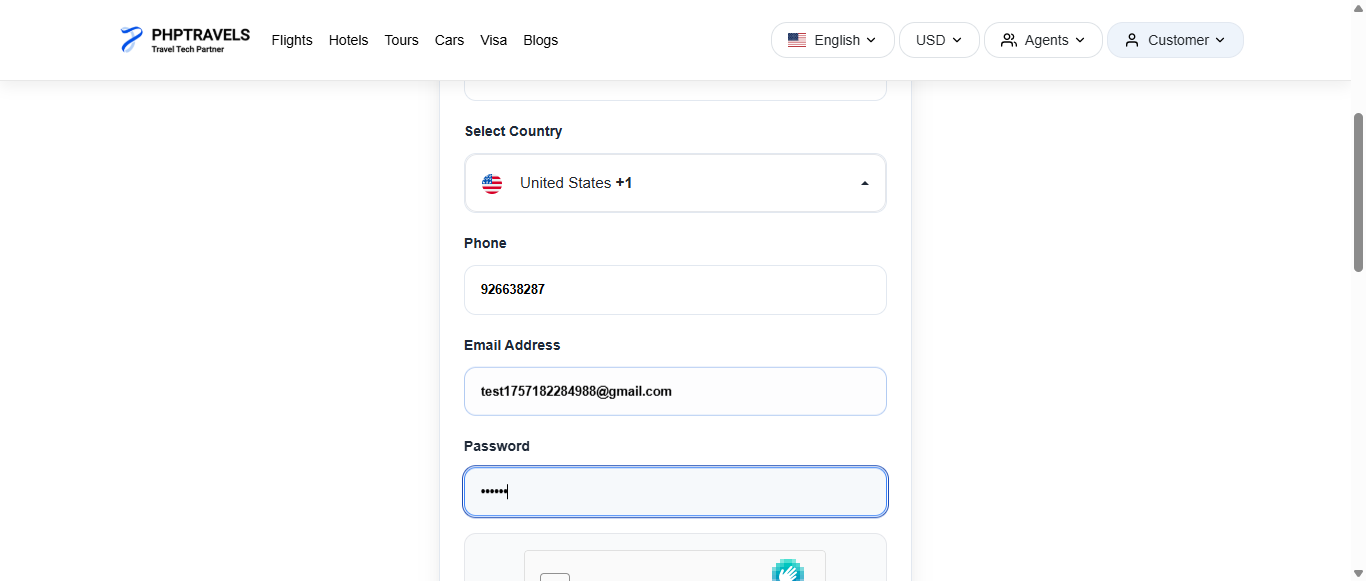 PHPTRAVELS
Travel Tech Partner
Flights Hotels Tours Cars Visa Blogs English USD Agents Customer
Select Country
United States +1
Phone
926638287
Email Address
test1757182284988@gmail.com
Password
••••••